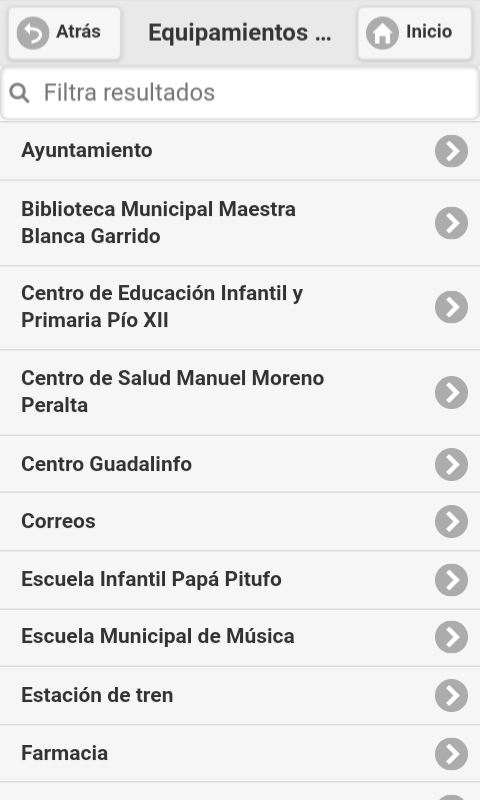 Atrás
Equipamientos ...
Inicio
Filtra resultados
Ayuntamiento
Biblioteca Municipal Maestra
Blanca Garrido
Centro de Educación Infantil y
Primaria Pío XII
Centro de Salud Manuel Moreno
Peralta
Centro Guadalinfo
Correos
Escuela Infantil Papá Pitufo
Escuela Municipal de Música
Estación de tren
Farmacia